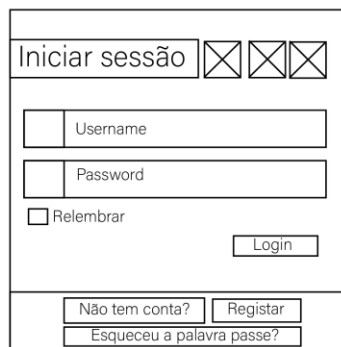 Iniciar sessão
Username
Password
Relembrar
Login
Não tem conta? Registar
Esqueceu a palavra passe?